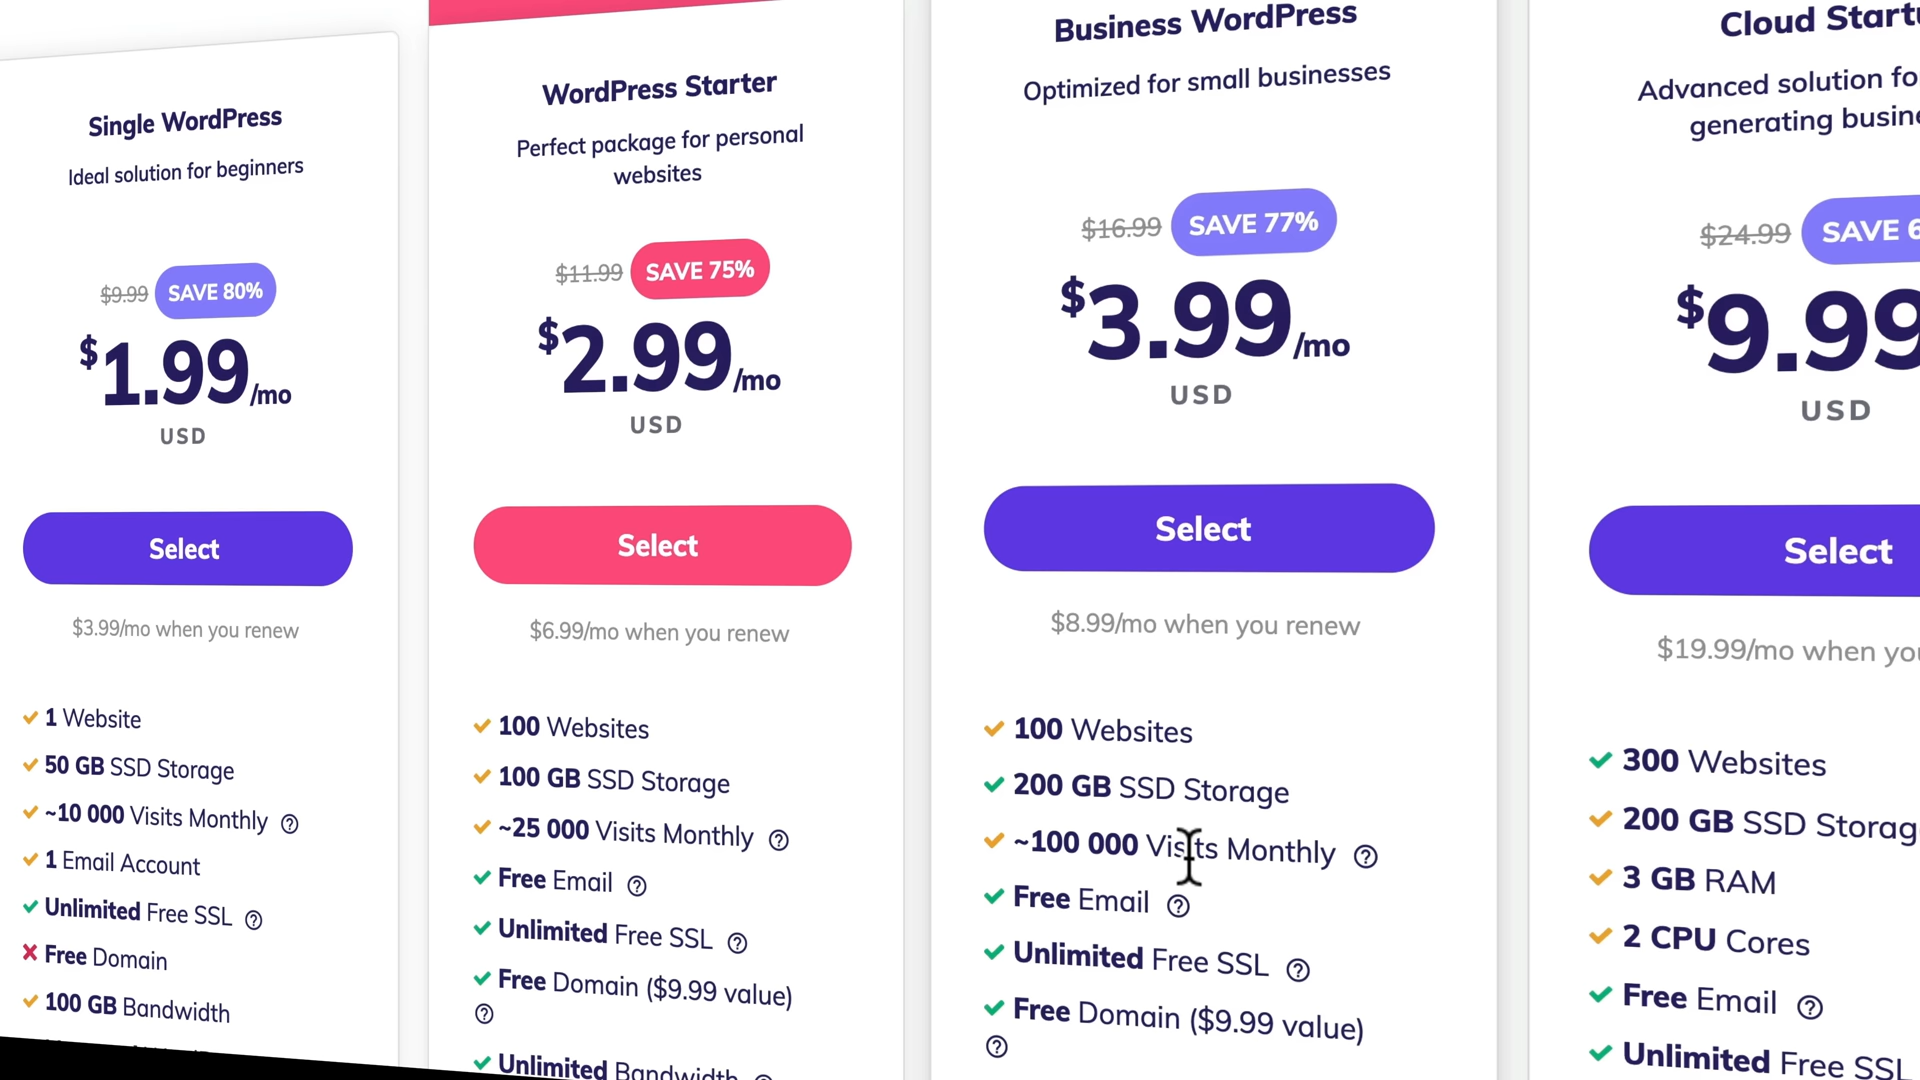 Single WordPress
Ideal solution for beginners
$9.99 SAVE 80%
$1.99/mo
USD
Select
$3.99/mo when you renew
1 Website
50 GB SSD Storage
~10 000 Visits Monthly
1 Email Account
Unlimited Free SSL
Free Domain
100 GB Bandwidth
WordPress Starter
Perfect package for personal
websites
$11.99 SAVE 75%
$2.99/mo
USD
Select
$6.99/mo when you renew
100 Websites
100 GB SSD Storage
~25 000 Visits Monthly
Free Email
Unlimited Free SSL
Free Domain ($9.99 value)
Unlimited Bandwidth
Business WordPress
Optimized for small businesses
$16.99 SAVE 77%
$3.99/mo
USD
Select
$8.99/mo when you renew
100 Websites
200 GB SSD Storage
~100 000 Visits Monthly
Free Email
Unlimited Free SSL
Free Domain ($9.99 value)
Cloud Startu
Advanced solution fo
generating busine
$24.99 SAVE 6
$9.99
USD
Select
$19.99/mo when you
300 Websites
200 GB SSD Storag
3 GB RAM
2 CPU Cores
Free Email
Unlimited Free SSL